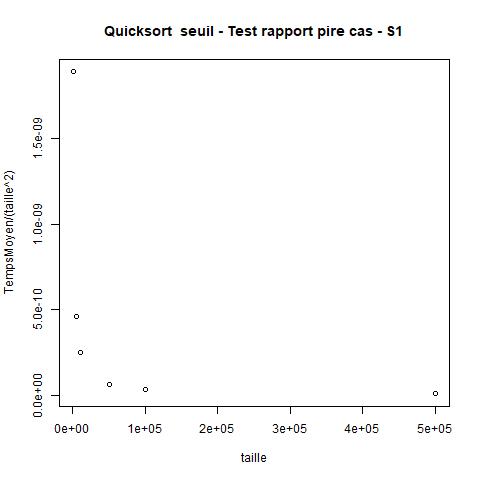 Quicksort  seuil - Test rapport pire cas - S1
TempsMoyen/(taille^2)
1.5e-09
1.0e-09
5.0e-10
0.0e+00
0e+00 1e+05 2e+05 3e+05 4e+05 5e+05
taille